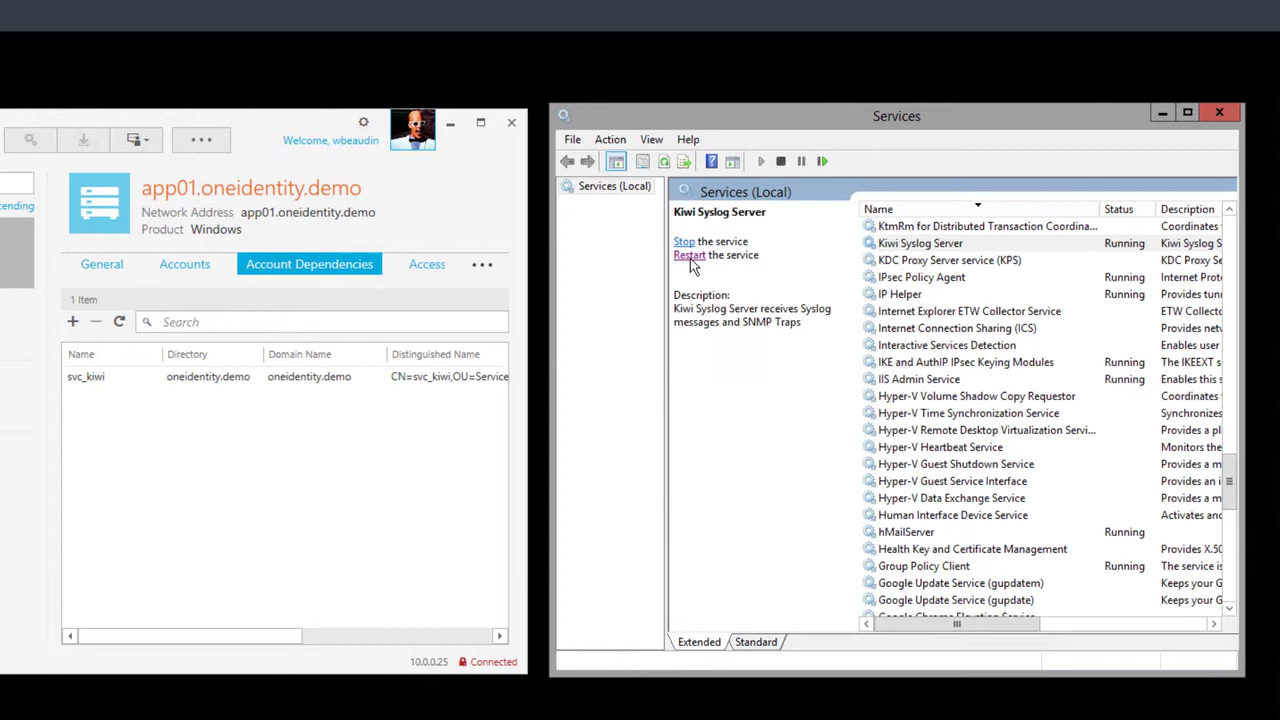 Welcome, wbeaudin
ending
app01.oneidentity.demo
Network Address app01.oneidentity.demo
Product Windows
General Accounts Account Dependencies Access •••
1 Item
Search
Name Directory Domain Name Distinguished Name
svc_kiwi oneidentity.demo oneidentity.demo CN=svc_kiwi,OU=Service
10.0.0.25 Connected
Services
File Action View Help
Services (Local)
Services (Local)
Kiwi Syslog Server
Stop the service
Restart the service
Description:
Kiwi Syslog Server receives Syslog
messages and SNMP Traps
Name Status Description
KtmRm for Distributed Transaction Coordina... Coordinates
Kiwi Syslog Server Running Kiwi Syslog S
KDC Proxy Server service (KPS) KDC Proxy S
IPsec Policy Agent Running Internet Prot
IP Helper Running Provides tun
Internet Explorer ETW Collector Service ETW Collect
Internet Connection Sharing (ICS) Provides net
Interactive Services Detection Enables user
IKE and AuthIP IPsec Keying Modules Running The IKEEXT s
IIS Admin Service Running Enables this
Hyper-V Volume Shadow Copy Requestor Coordinates
Hyper-V Time Synchronization Service Synchronizes
Hyper-V Remote Desktop Virtualization Servi... Provides a pl
Hyper-V Heartbeat Service Monitors the
Hyper-V Guest Shutdown Service Provides a m
Hyper-V Guest Service Interface Provides an i
Hyper-V Data Exchange Service Provides a m
Human Interface Device Service Activates and
hMailServer Running
Health Key and Certificate Management Provides X.50
Group Policy Client Running The service is
Google Update Service (gupdatem) Keeps your G
Google Update Service (gupdate) Keeps your G
Extended Standard